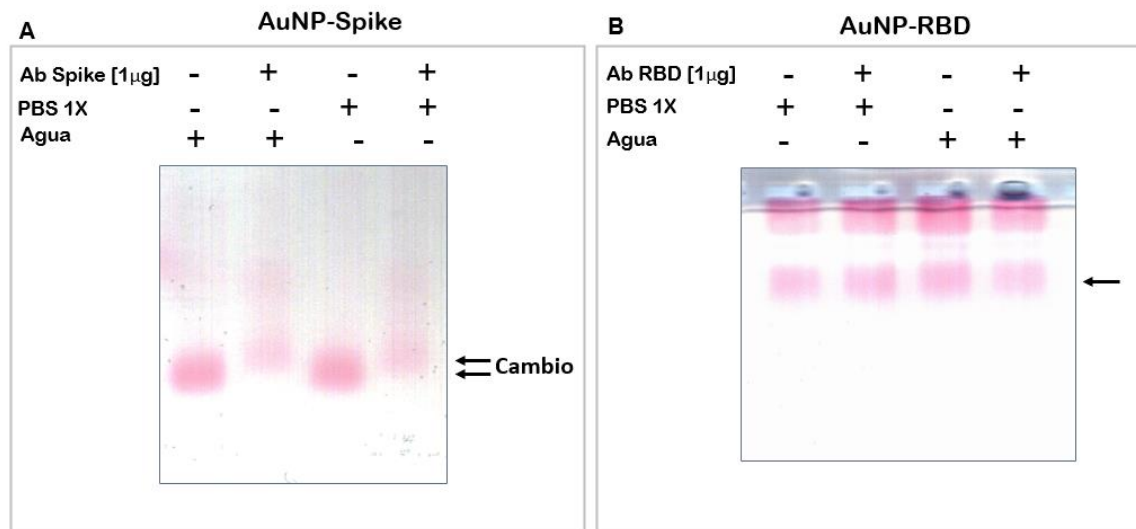 A
AuNP-Spike
Ab Spike [1μg] - + - +
PBS 1X - - + +
Agua + + - -
Cambio
B
AuNP-RBD
Ab RBD [1μg] - + - +
PBS 1X + + - -
Agua - - + +